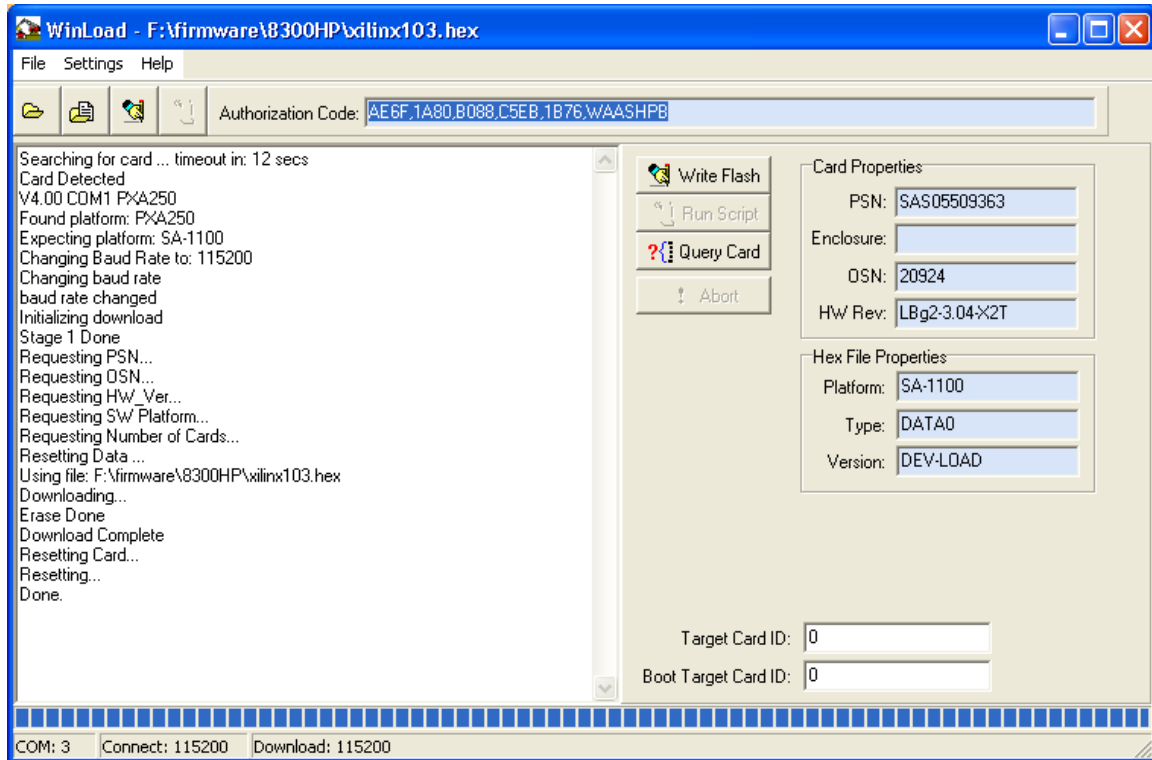 WinLoad - F:\firmware\8300HP\xilinx103.hex
File Settings Help
Authorization Code: AE6F,1A80,B088,C5EB,1B76,WAASHPB
Searching for card ... timeout in: 12 secs
Card Detected
V4.00 COM1 PXA250
Found platform: PXA250
Expecting platform: SA-1100
Changing Baud Rate to: 115200
Changing baud rate
baud rate changed
Initializing download
Stage 1 Done
Requesting PSN...
Requesting OSN...
Requesting HW_Ver...
Requesting SW Platform...
Requesting Number of Cards...
Resetting Data ...
Using file: F:\firmware\8300HP\xilinx103.hex
Downloading...
Erase Done
Download Complete
Resetting Card...
Resetting...
Done.
Write Flash
Run Script
?{ Query Card
! Abort
Card Properties
PSN: SAS05509363
Enclosure:
OSN: 20924
HW Rev: LBg2-3.04-X2T
Hex File Properties
Platform: SA-1100
Type: DATA0
Version: DEV-LOAD
Target Card ID: 0
Boot Target Card ID: 0
COM: 3 Connect: 115200 Download: 115200